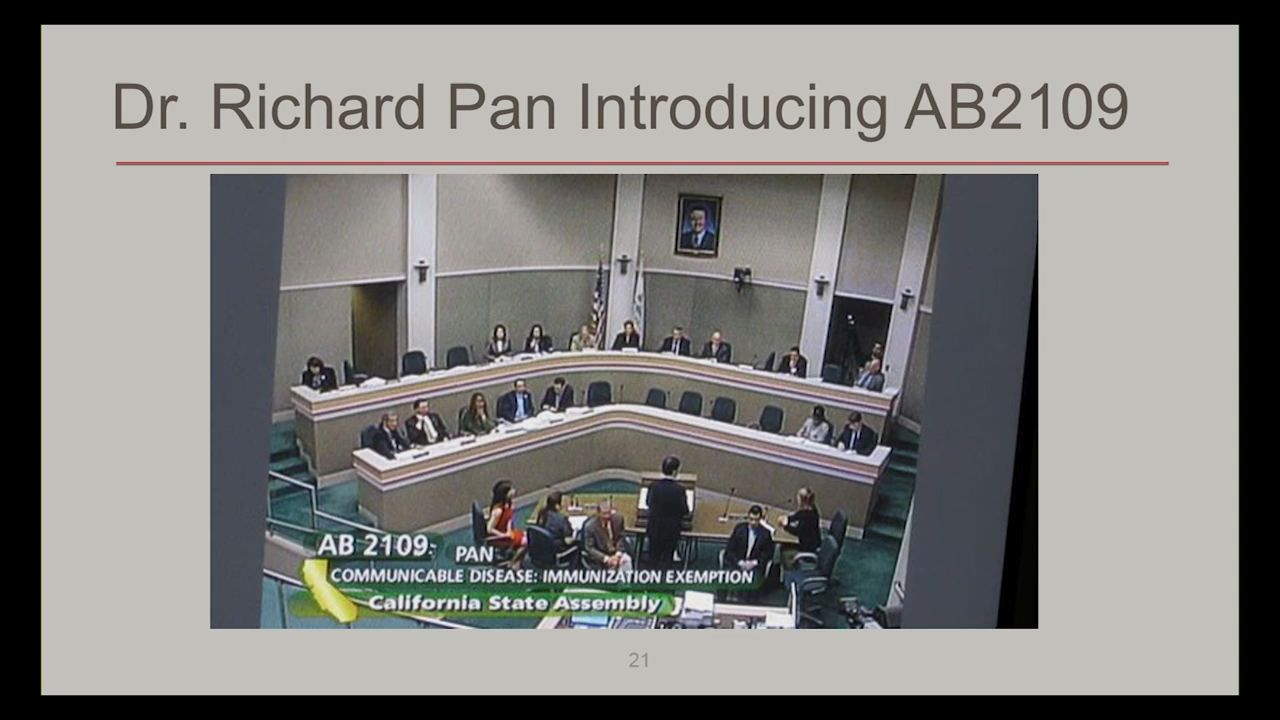 Dr. Richard Pan Introducing AB2109
AB 2109: PAN
COMMUNICABLE DISEASE: IMMUNIZATION EXEMPTION
California State Assembly
21